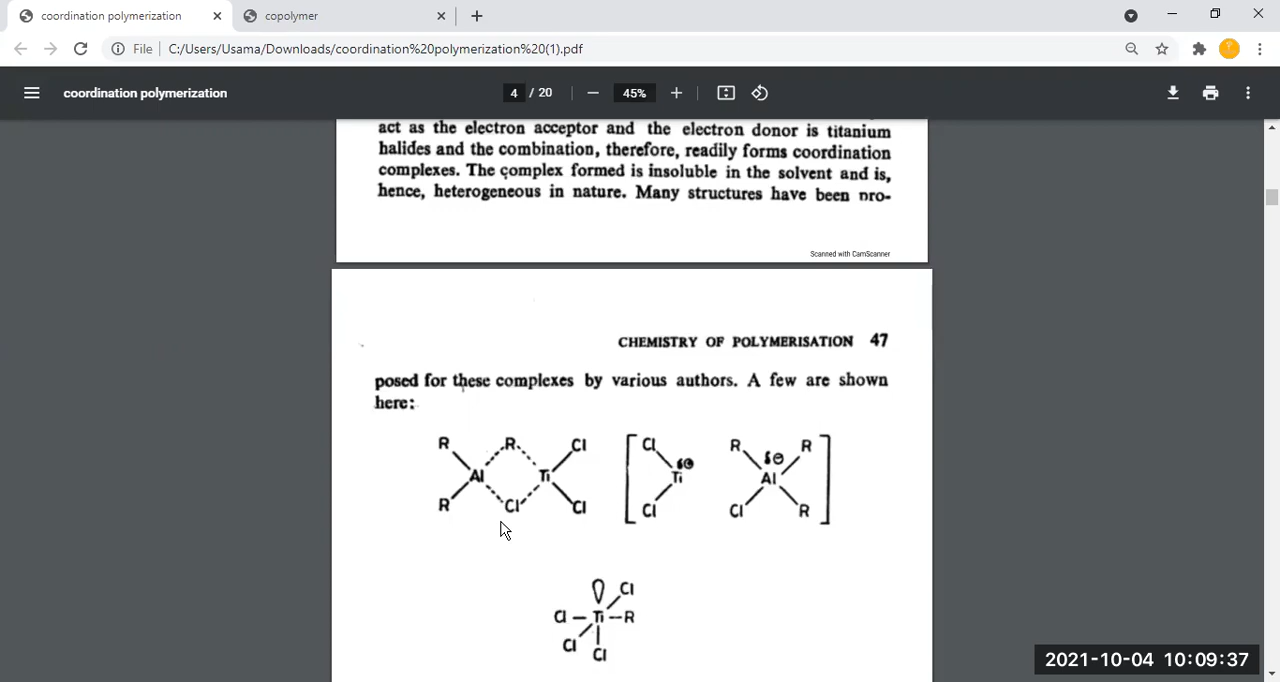 coordination polymerization
copolymer
File
C:/Users/Usama/Downloads/coordination%20polymerization%20(1).pdf
coordination polymerization
4 / 20
45%
act as the electron acceptor and the electron donor is titanium
halides and the combination, therefore, readily forms coordination
complexes. The complex formed is insoluble in the solvent and is,
hence, heterogeneous in nature. Many structures have been pro-
Scanned with CamScanner
CHEMISTRY OF POLYMERISATION 47
posed for these complexes by various authors. A few are shown
here:
R R Cl
Al Ti
R Cl Cl
Cl
δ⊕
Ti
Cl
R R
δ⊖
Al
Cl R
Cl
Cl Ti R
Cl
Cl
2021-10-04 10:09:37